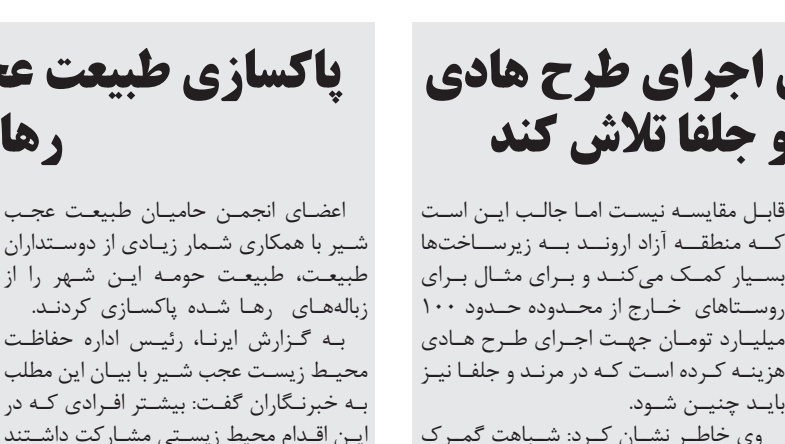 اجرای طرح هادی
و جلفا تلاش کند
قابل مقایسه نیست اما جالب این است
که منطقه آزاد اروند به زیرساخت‌ها
بسیار کمک می‌کند و برای مثال برای
روستاهای خارج از محدوده حدود ۱۰۰
میلیارد تومان جهت اجرای طرح هادی
هزینه کرده است که در مرند و جلفا نیز
باید چنین شود.
وی خاطر نشان کرد: شباهت گمرک
پاکسازی طبیعت
رها
اعضای انجمن حامیان طبیعت عجب
شیر با همکاری شمار زیادی از دوستداران
طبیعت، طبیعت حومه این شهر را از
زباله‌های رها شده پاکسازی کردند.
به گزارش ایرنا، رئیس اداره حفاظت
محیط زیست عجب شیر با بیان این مطلب
به خبرنگاران گفت: بیشتر افرادی که در
این اقدام محیط زیستی مشارکت داشتند